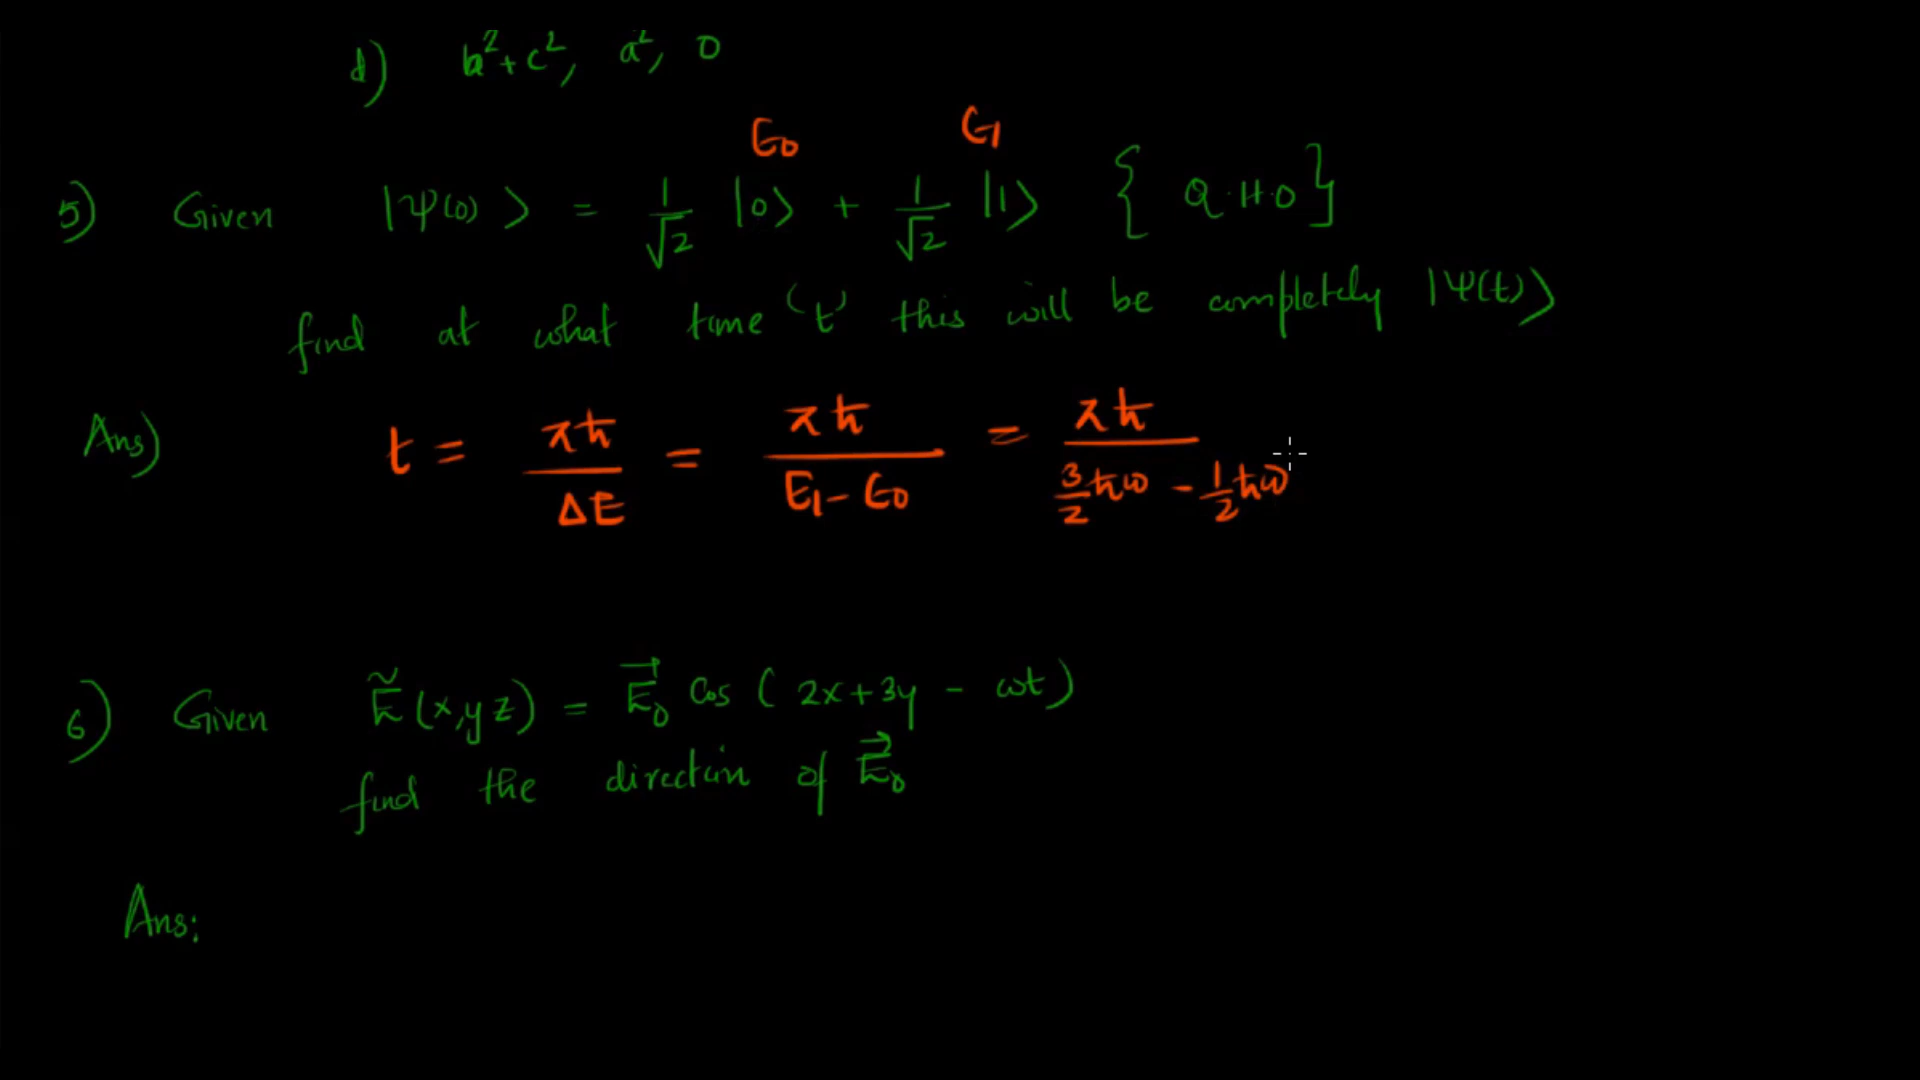 d) b²+c², a², 0
E₀ E₁
5) Given |ψ(0)⟩ = 1/√2 |0⟩ + 1/√2 |1⟩ { Q.H.O }
find at what time 't' this will be completely |ψ(t)⟩
Ans) t = πħ/ΔE = πħ/(E₁ - E₀) = πħ/(3/2 ħω - 1/2 ħω)
6) Given Ẽ(x,y z) = E⃗₀ Cos ( 2x+3y - ωt )
find the direction of E⃗₀
Ans: